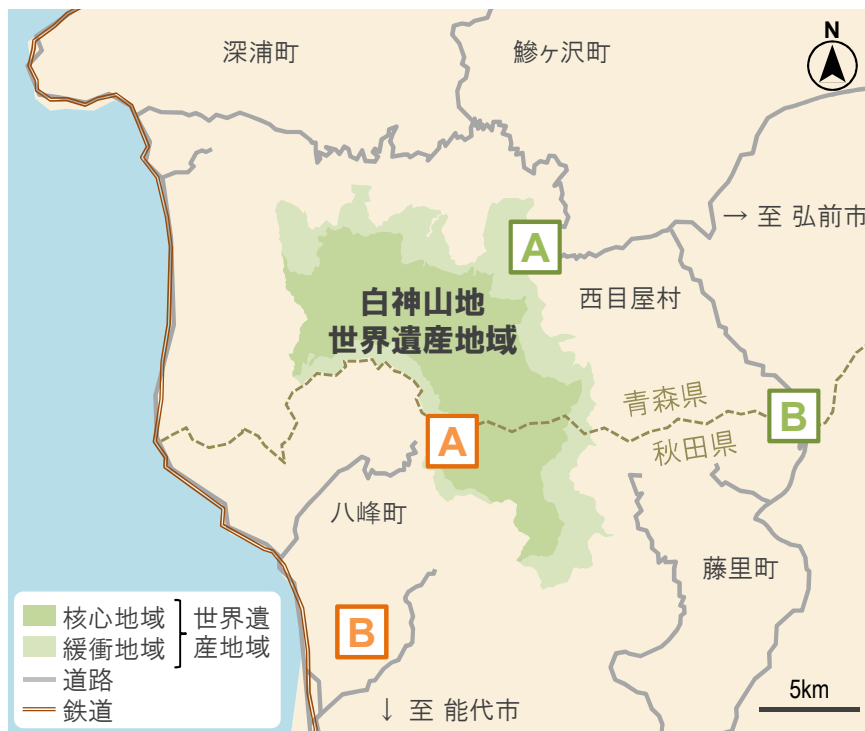 深浦町
鰺ヶ沢町
N
→ 至 弘前市
A
西目屋村
白神山地
世界遺産地域
青森県
B
秋田県
A
八峰町
藤里町
B
核心地域
緩衝地域
世界遺
産地域
道路
鉄道
↓ 至 能代市
5km